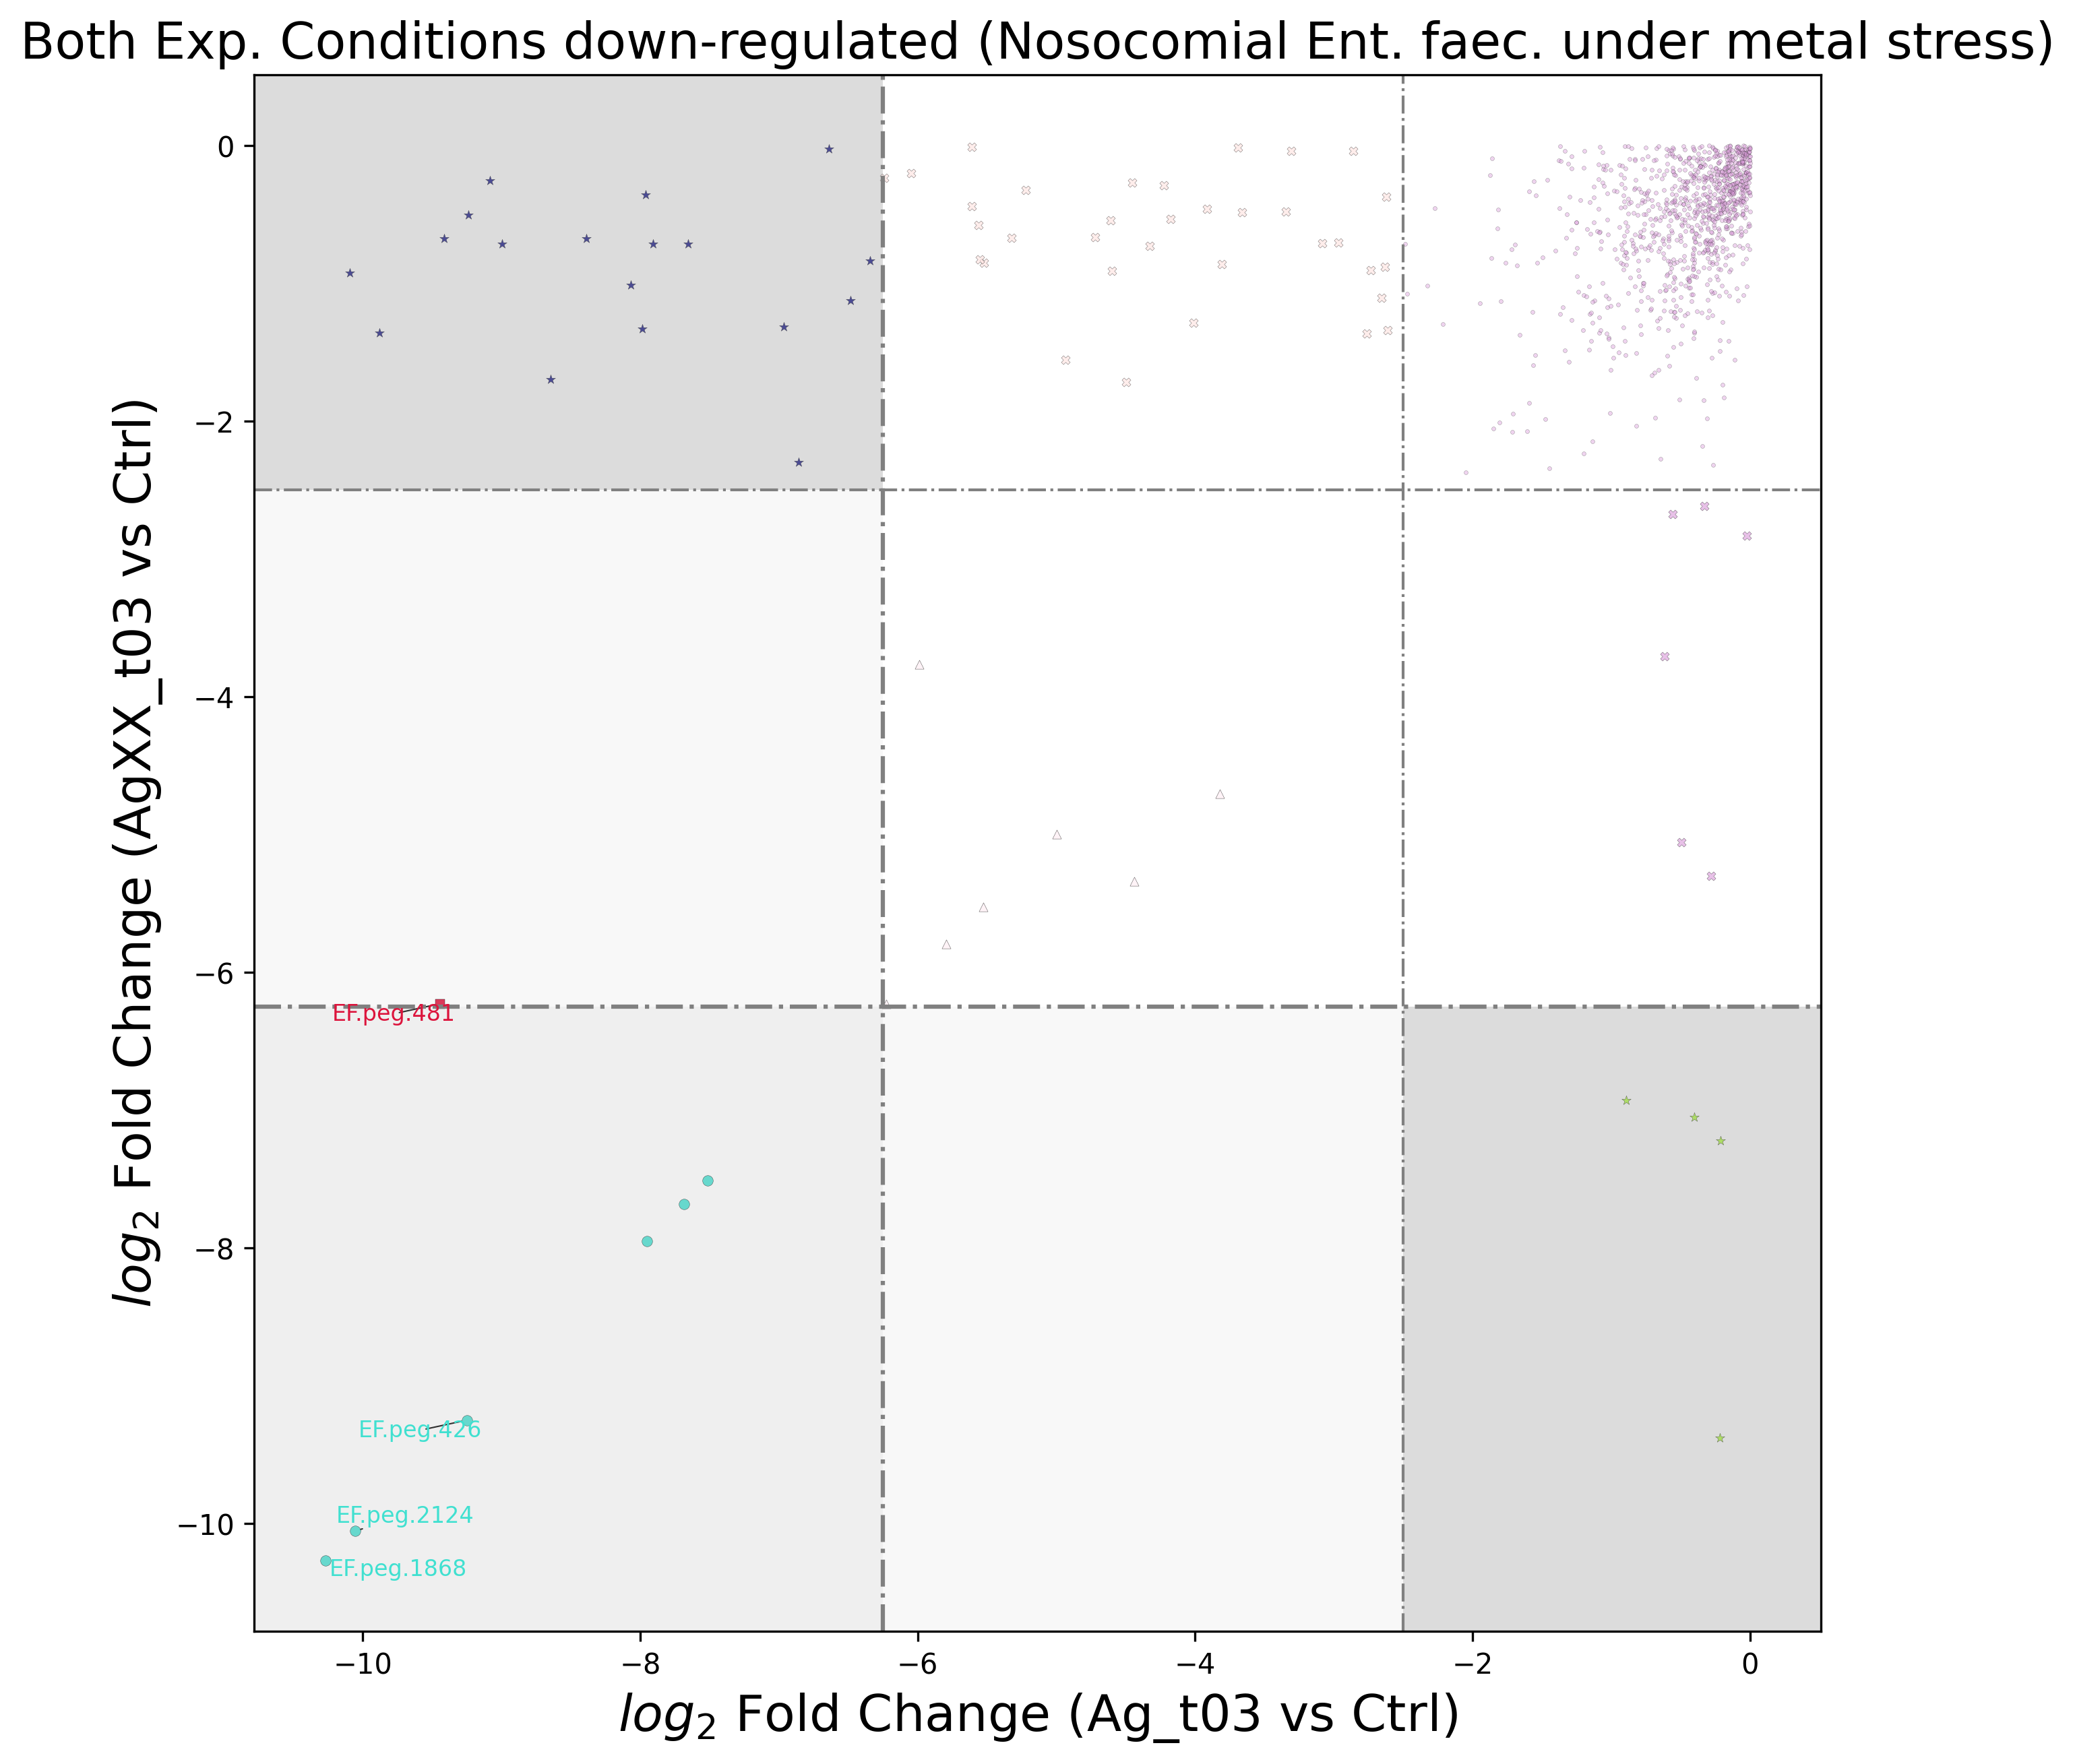 Both Exp. Conditions down-regulated (Nosocomial Ent. faec. under metal stress)
log₂ Fold Change (AgXX_t03 vs Ctrl)
0
−2
−4
−6
−8
−10
EF.peg.481
EF.peg.426
EF.peg.2124
EF.peg.1868
−10
−8
−6
−4
−2
0
log₂ Fold Change (Ag_t03 vs Ctrl)